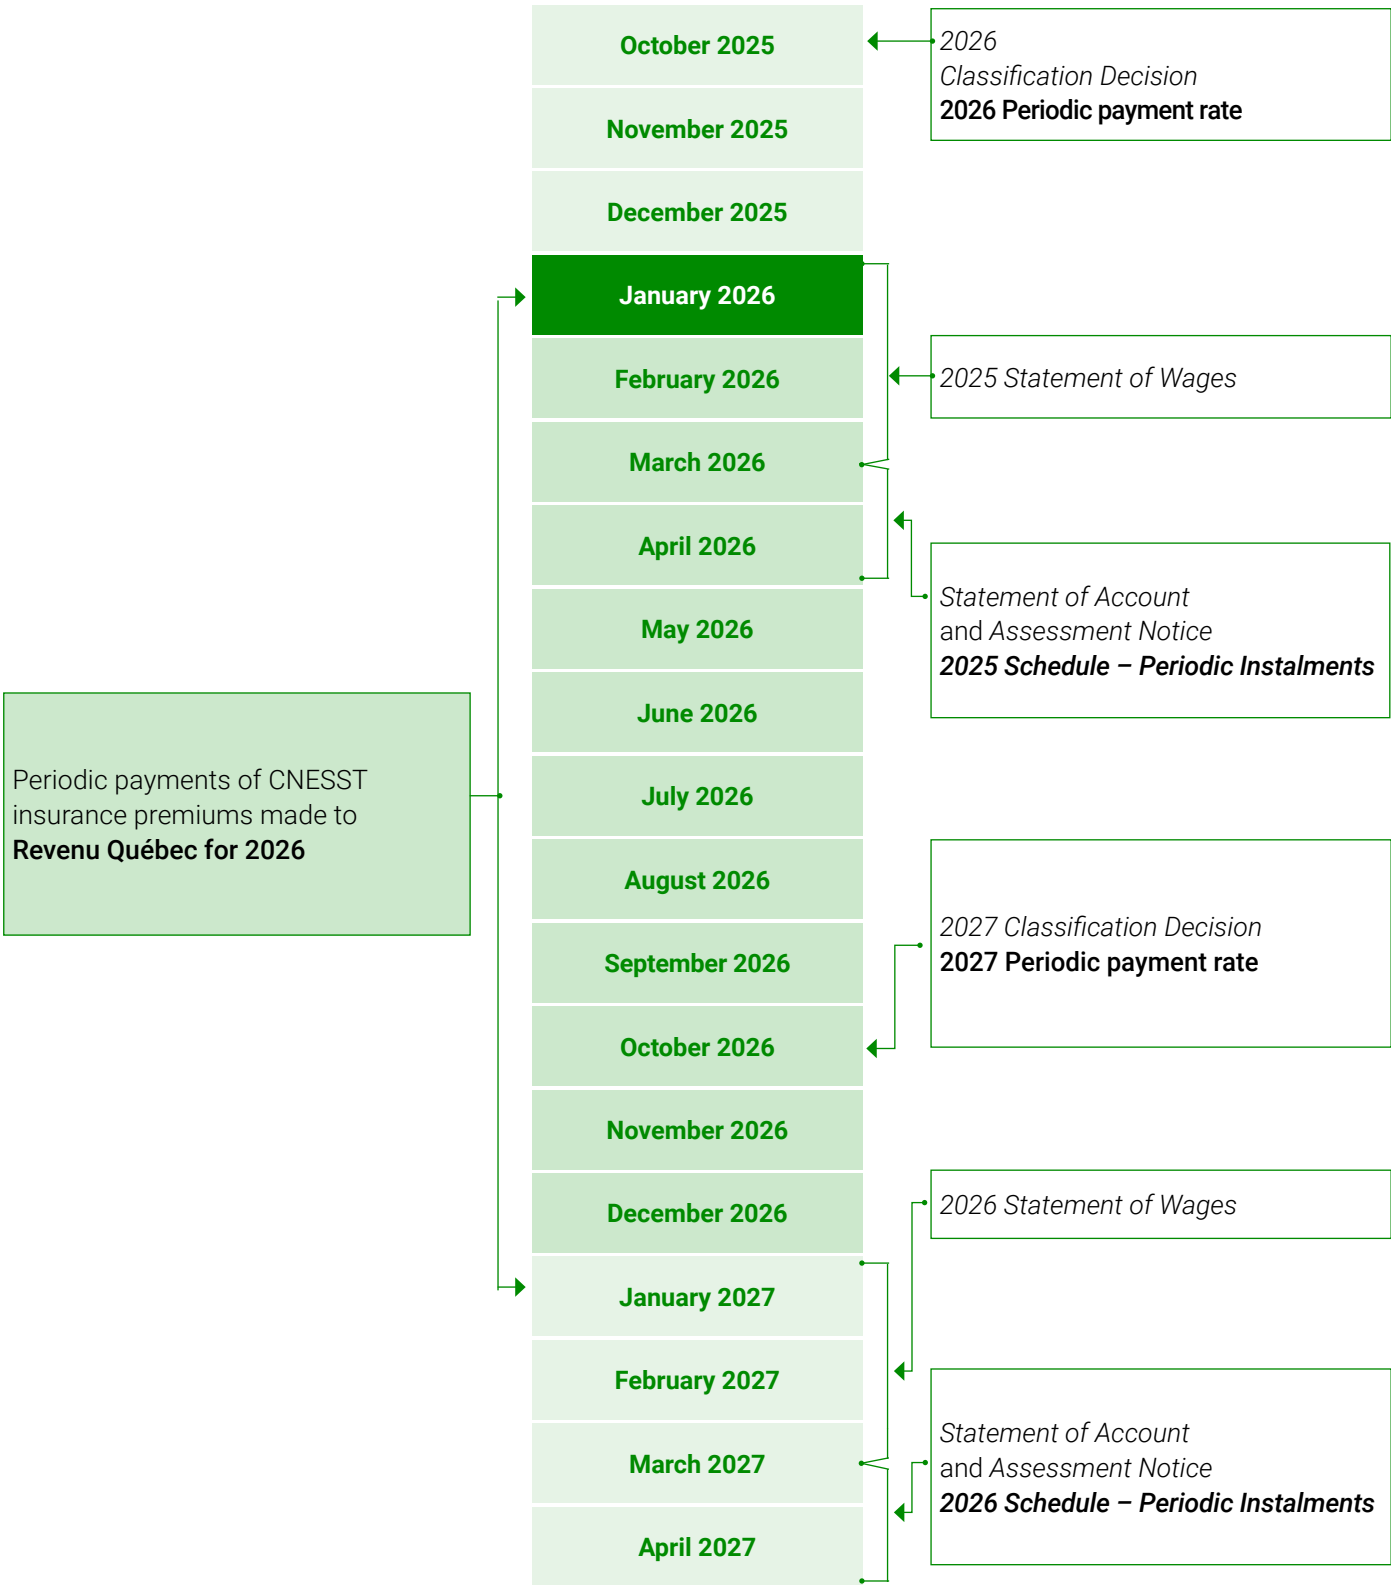 October 2025
November 2025
December 2025
January 2026
February 2026
March 2026
April 2026
May 2026
June 2026
July 2026
August 2026
September 2026
October 2026
November 2026
December 2026
January 2027
February 2027
March 2027
April 2027
Periodic payments of CNESST
insurance premiums made to
Revenu Québec for 2026
2026
Classification Decision
2026 Periodic payment rate
2025 Statement of Wages
Statement of Account
and Assessment Notice
2025 Schedule – Periodic Instalments
2027 Classification Decision
2027 Periodic payment rate
2026 Statement of Wages
Statement of Account
and Assessment Notice
2026 Schedule – Periodic Instalments